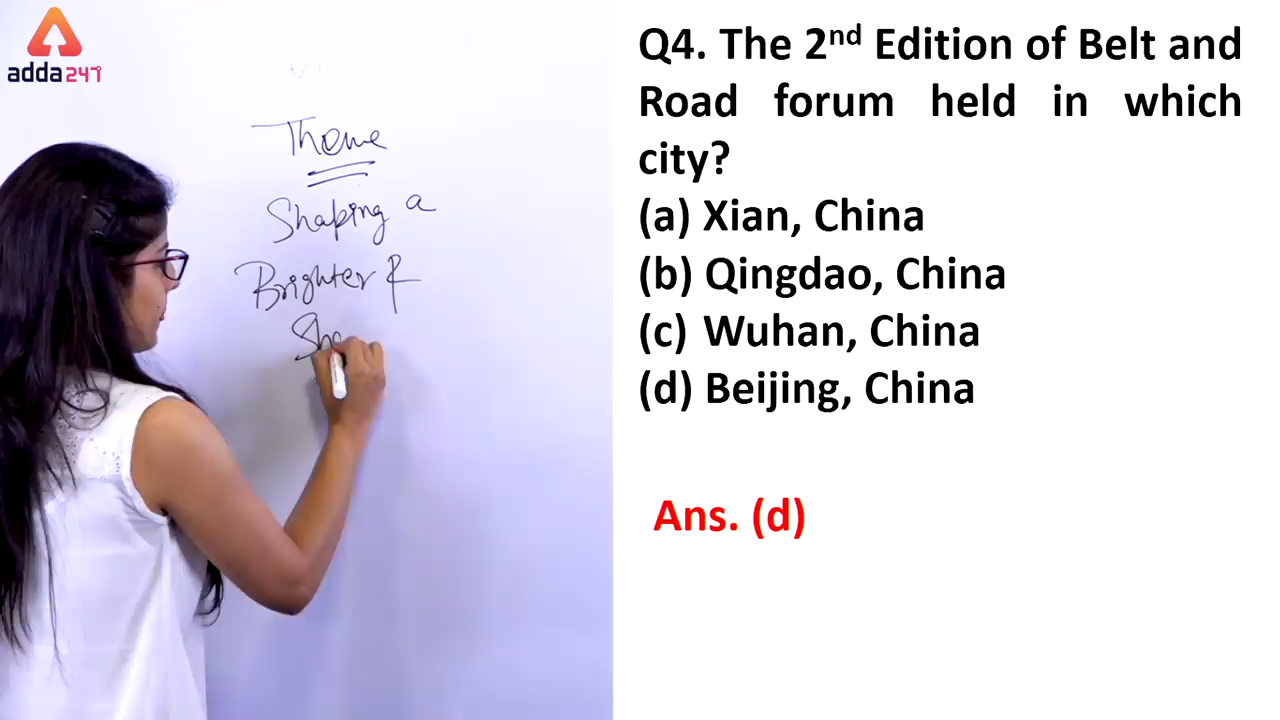 adda247
Theme
Shaping a
Brighter &
Sh
Q4. The 2nd Edition of Belt and
Road forum held in which
city?
(a) Xian, China
(b) Qingdao, China
(c) Wuhan, China
(d) Beijing, China
Ans. (d)